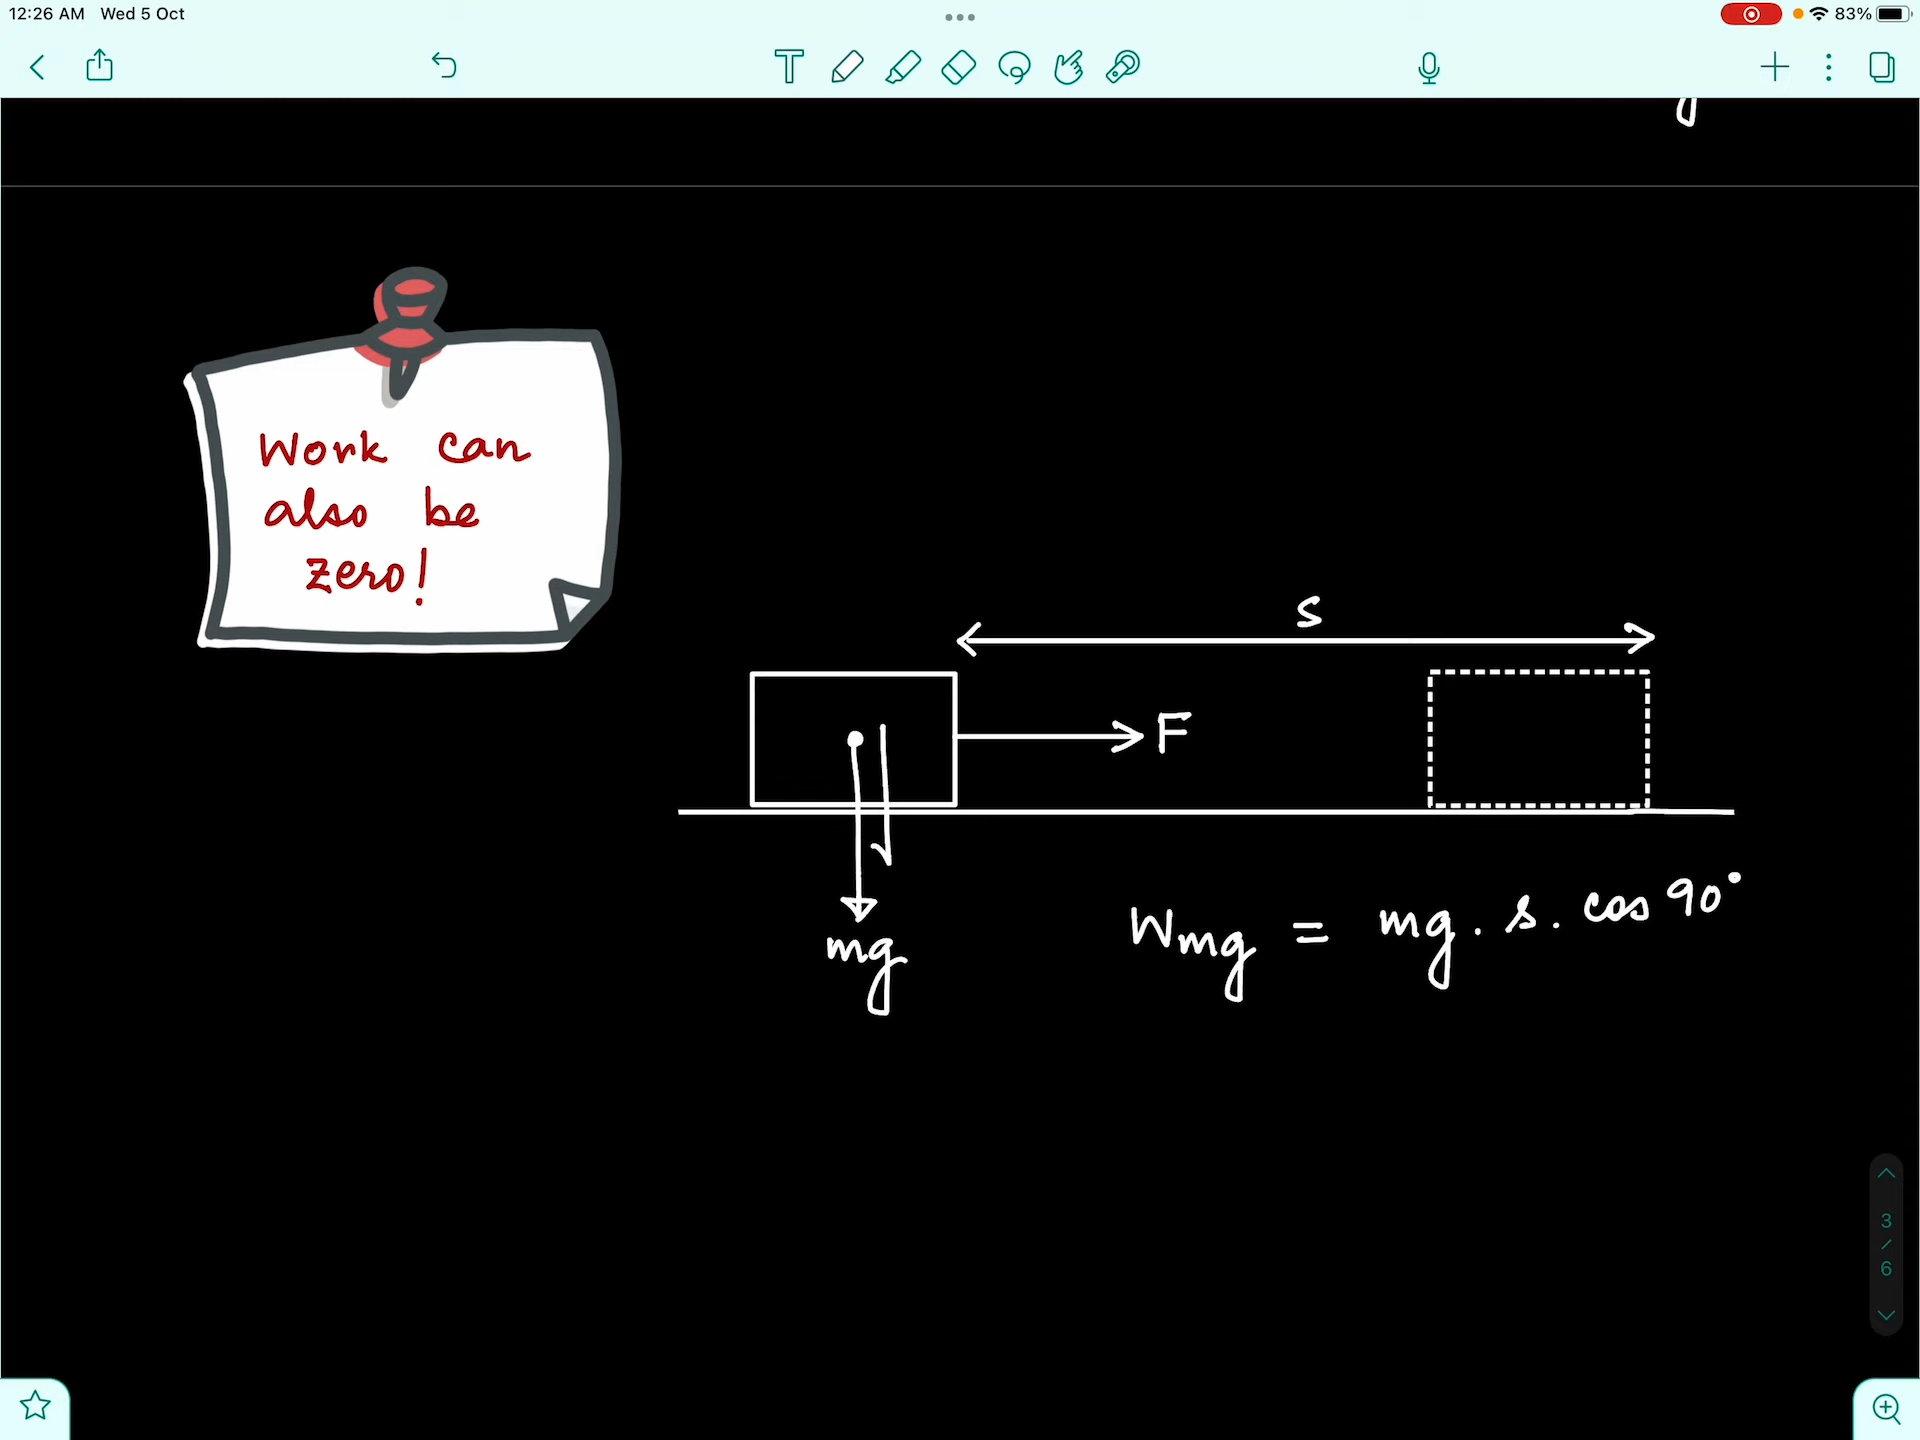 12:26 AM Wed 5 Oct
83%
T
Work can
also be
zero!
s
F
mg
Wmg = mg . s . cos 90°
3
/
6